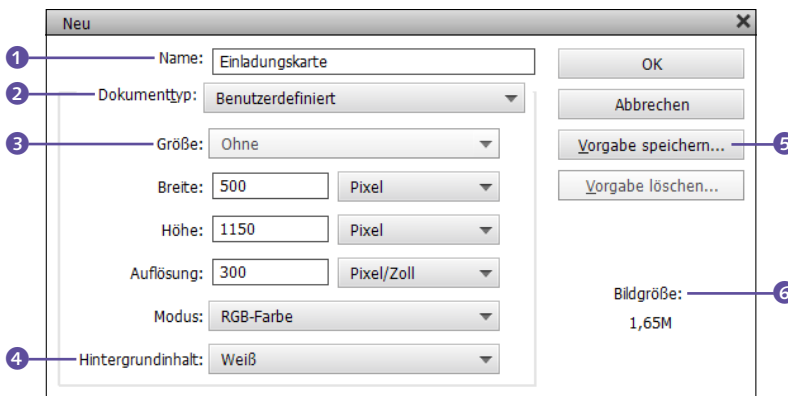 Neu
1 Name: Einladungskarte OK
2 Dokumenttyp: Benutzerdefiniert Abbrechen
3 Größe: Ohne Vorgabe speichern... 5
Breite: 500 Pixel Vorgabe löschen...
Höhe: 1150 Pixel
Auflösung: 300 Pixel/Zoll
Bildgröße: 6
Modus: RGB-Farbe 1,65M
4 Hintergrundinhalt: Weiß